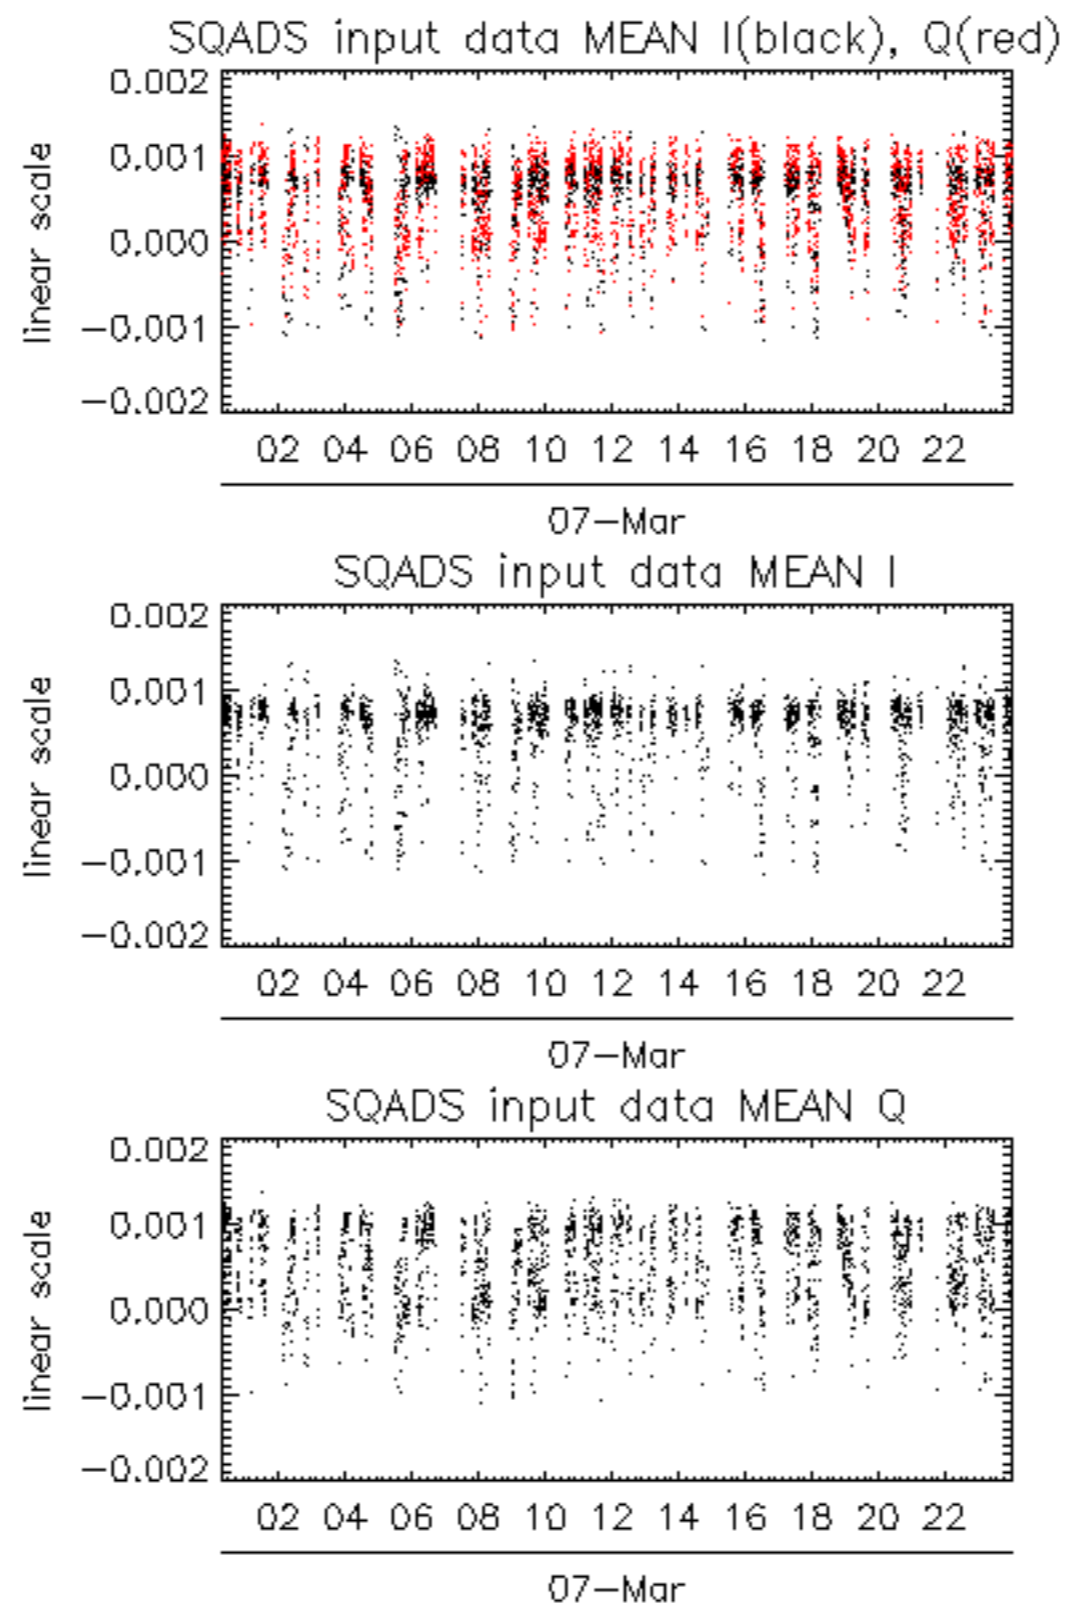 SQADS input data MEAN I(black), Q(red)
0.002
0.001
0.000
−0.001
−0.002
linear scale
02 04 06 08 10 12 14 16 18 20 22
07−Mar
SQADS input data MEAN I
0.002
0.001
0.000
−0.001
−0.002
linear scale
02 04 06 08 10 12 14 16 18 20 22
07−Mar
SQADS input data MEAN Q
0.002
0.001
0.000
−0.001
−0.002
linear scale
02 04 06 08 10 12 14 16 18 20 22
07−Mar